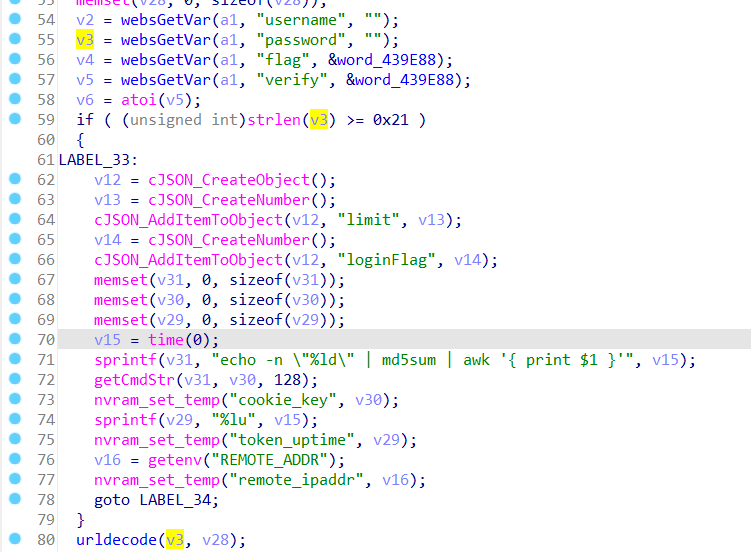 53 memset(v28, 0, sizeof(v28));
54 v2 = websGetVar(a1, "username", "");
55 v3 = websGetVar(a1, "password", "");
56 v4 = websGetVar(a1, "flag", &word_439E88);
57 v5 = websGetVar(a1, "verify", &word_439E88);
58 v6 = atoi(v5);
59 if ( (unsigned int)strlen(v3) >= 0x21 )
60 {
61 LABEL_33:
62 v12 = cJSON_CreateObject();
63 v13 = cJSON_CreateNumber();
64 cJSON_AddItemToObject(v12, "limit", v13);
65 v14 = cJSON_CreateNumber();
66 cJSON_AddItemToObject(v12, "loginFlag", v14);
67 memset(v31, 0, sizeof(v31));
68 memset(v30, 0, sizeof(v30));
69 memset(v29, 0, sizeof(v29));
70 v15 = time(0);
71 sprintf(v31, "echo -n \"%ld\" | md5sum | awk '{ print $1 }'", v15);
72 getCmdStr(v31, v30, 128);
73 nvram_set_temp("cookie_key", v30);
74 sprintf(v29, "%lu", v15);
75 nvram_set_temp("token_uptime", v29);
76 v16 = getenv("REMOTE_ADDR");
77 nvram_set_temp("remote_ipaddr", v16);
78 goto LABEL_34;
79 }
80 urldecode(v3, v28);